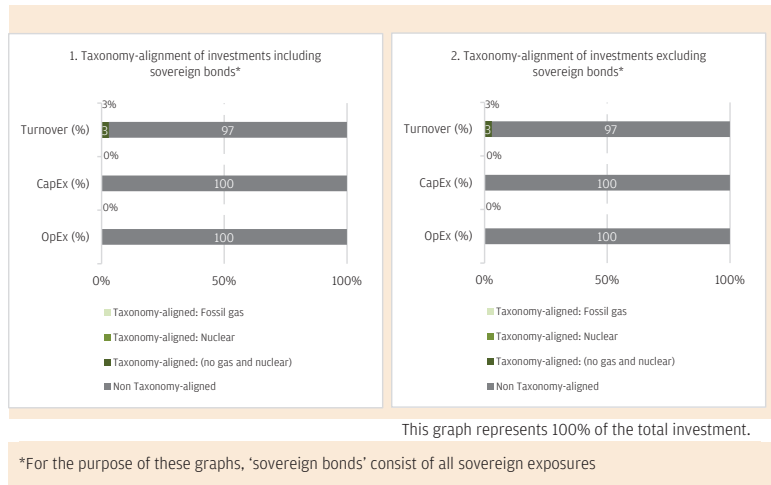 1. Taxonomy-alignment of investments including
sovereign bonds*
3%
Turnover (%)
3
97
0%
CapEx (%)
100
0%
OpEx (%)
100
0%
50%
100%
Taxonomy-aligned: Fossil gas
Taxonomy-aligned: Nuclear
Taxonomy-aligned: (no gas and nuclear)
Non Taxonomy-aligned
2. Taxonomy-alignment of investments excluding
sovereign bonds*
3%
Turnover (%)
3
97
0%
CapEx (%)
100
0%
OpEx (%)
100
0%
50%
100%
Taxonomy-aligned: Fossil gas
Taxonomy-aligned: Nuclear
Taxonomy-aligned: (no gas and nuclear)
Non Taxonomy-aligned
This graph represents 100% of the total investment.
*For the purpose of these graphs, ‘sovereign bonds’ consist of all sovereign exposures